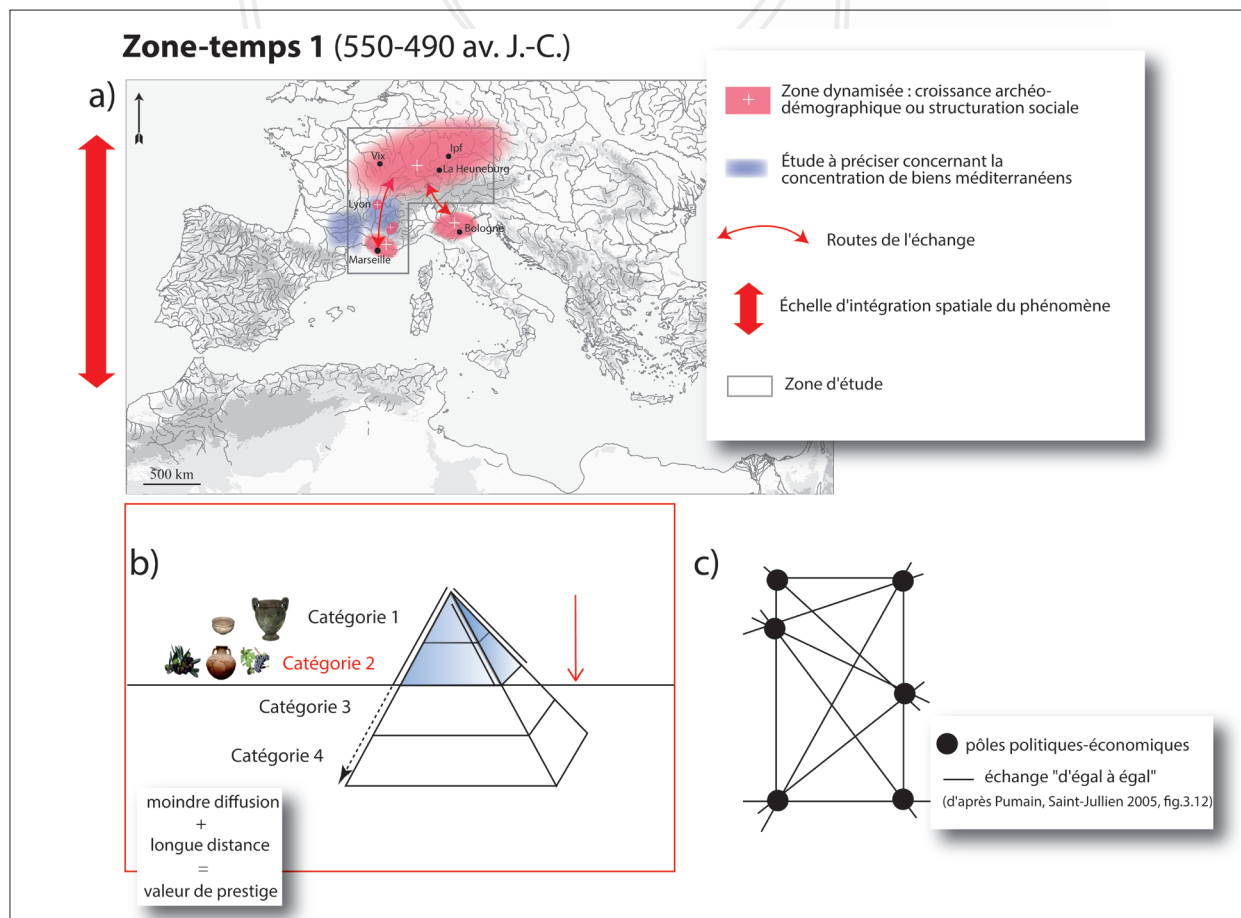 Zone-temps 1 (550-490 av. J.-C.)
a)
Vix
Ipf
La Heuneburg
Lyon
Bologne
Marseille
500 km
+ Zone dynamisée : croissance archéo-
démographique ou structuration sociale
Étude à préciser concernant la
concentration de biens méditerranéens
Routes de l'échange
Échelle d'intégration spatiale du phénomène
Zone d'étude
b)
Catégorie 1
Catégorie 2
Catégorie 3
Catégorie 4
moindre diffusion
+
longue distance
=
valeur de prestige
c)
pôles politiques-économiques
échange "d'égal à égal"
(d'après Pumain, Saint-Jullien 2005, fig.3.12)